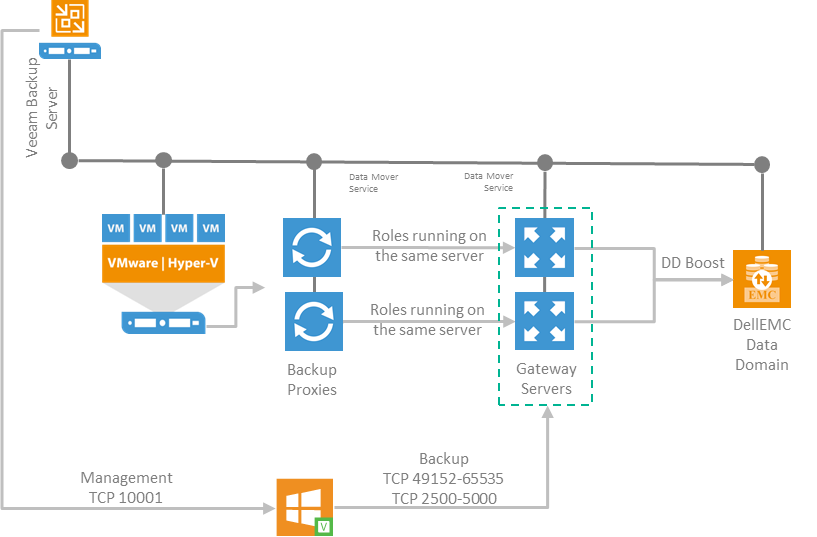 Veeam Backup
Server
Data Mover
Service
Data Mover
Service
VM VM VM VM
VMware | Hyper-V
Roles running on
the same server
Roles running on
the same server
DD Boost
EMC
DellEMC
Data
Domain
Backup
Proxies
Gateway
Servers
Management
TCP 10001
Backup
TCP 49152-65535
TCP 2500-5000
V